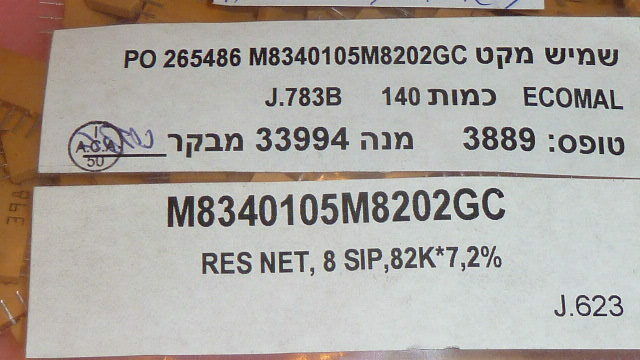 שמיש מקט PO 265486 M8340105M8202GC
ECOMAL כמות 140 J.783B
טופס: 3889 מנה 33994 מבקר
A.C.A. 50
M8340105M8202GC
RES NET, 8 SIP,82K*7,2%
J.623